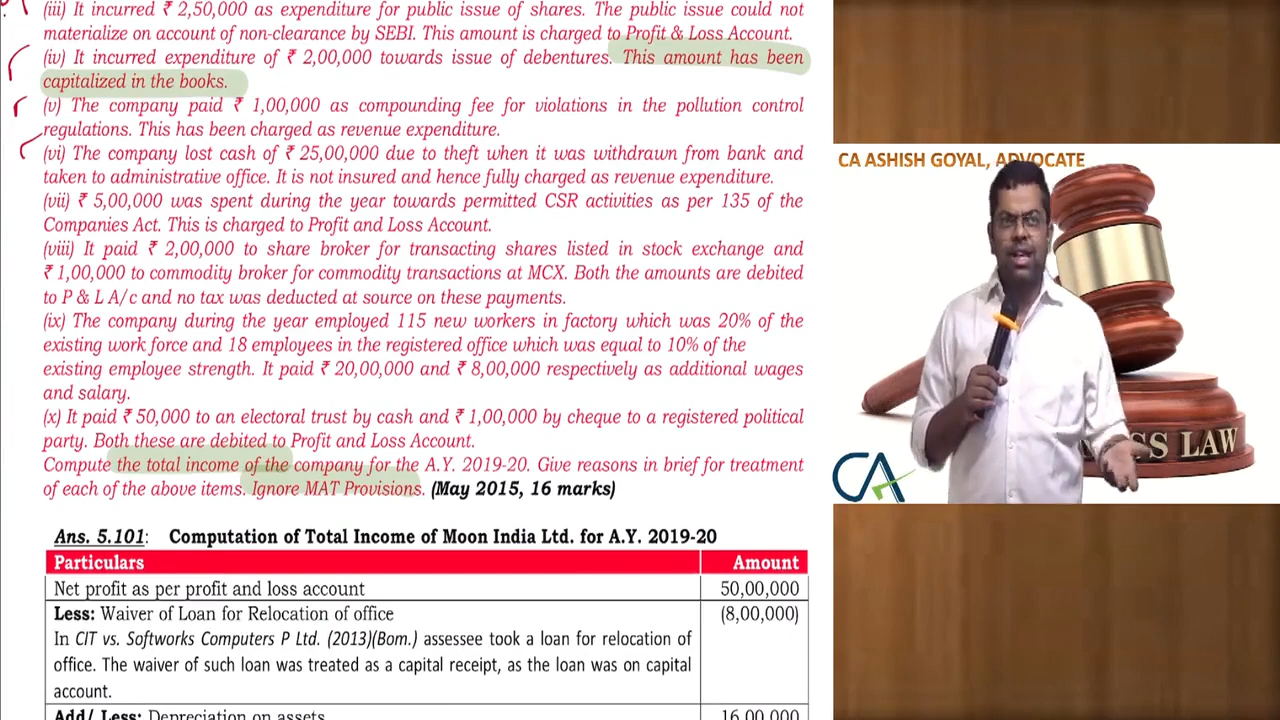 (iii) It incurred ₹ 2,50,000 as expenditure for public issue of shares. The public issue could not
materialize on account of non-clearance by SEBI. This amount is charged to Profit & Loss Account.
(iv) It incurred expenditure of ₹ 2,00,000 towards issue of debentures. This amount has been
capitalized in the books.
(v) The company paid ₹ 1,00,000 as compounding fee for violations in the pollution control
regulations. This has been charged as revenue expenditure.
(vi) The company lost cash of ₹ 25,00,000 due to theft when it was withdrawn from bank and
taken to administrative office. It is not insured and hence fully charged as revenue expenditure.
(vii) ₹ 5,00,000 was spent during the year towards permitted CSR activities as per 135 of the
Companies Act. This is charged to Profit and Loss Account.
(viii) It paid ₹ 2,00,000 to share broker for transacting shares listed in stock exchange and
₹ 1,00,000 to commodity broker for commodity transactions at MCX. Both the amounts are debited
to P & L A/c and no tax was deducted at source on these payments.
(ix) The company during the year employed 115 new workers in factory which was 20% of the
existing work force and 18 employees in the registered office which was equal to 10% of the
existing employee strength. It paid ₹ 20,00,000 and ₹ 8,00,000 respectively as additional wages
and salary.
(x) It paid ₹ 50,000 to an electoral trust by cash and ₹ 1,00,000 by cheque to a registered political
party. Both these are debited to Profit and Loss Account.
Compute the total income of the company for the A.Y. 2019-20. Give reasons in brief for treatment
of each of the above items. Ignore MAT Provisions. (May 2015, 16 marks)
Ans. 5.101: Computation of Total Income of Moon India Ltd. for A.Y. 2019-20
Particulars Amount
Net profit as per profit and loss account 50,00,000
Less: Waiver of Loan for Relocation of office (8,00,000)
In CIT vs. Softworks Computers P Ltd. (2013)(Bom.) assessee took a loan for relocation of
office. The waiver of such loan was treated as a capital receipt, as the loan was on capital
account.
Add/ Less: Depreciation on assets 16,00,000
CA ASHISH GOYAL, ADVOCATE
SS LAW
CA